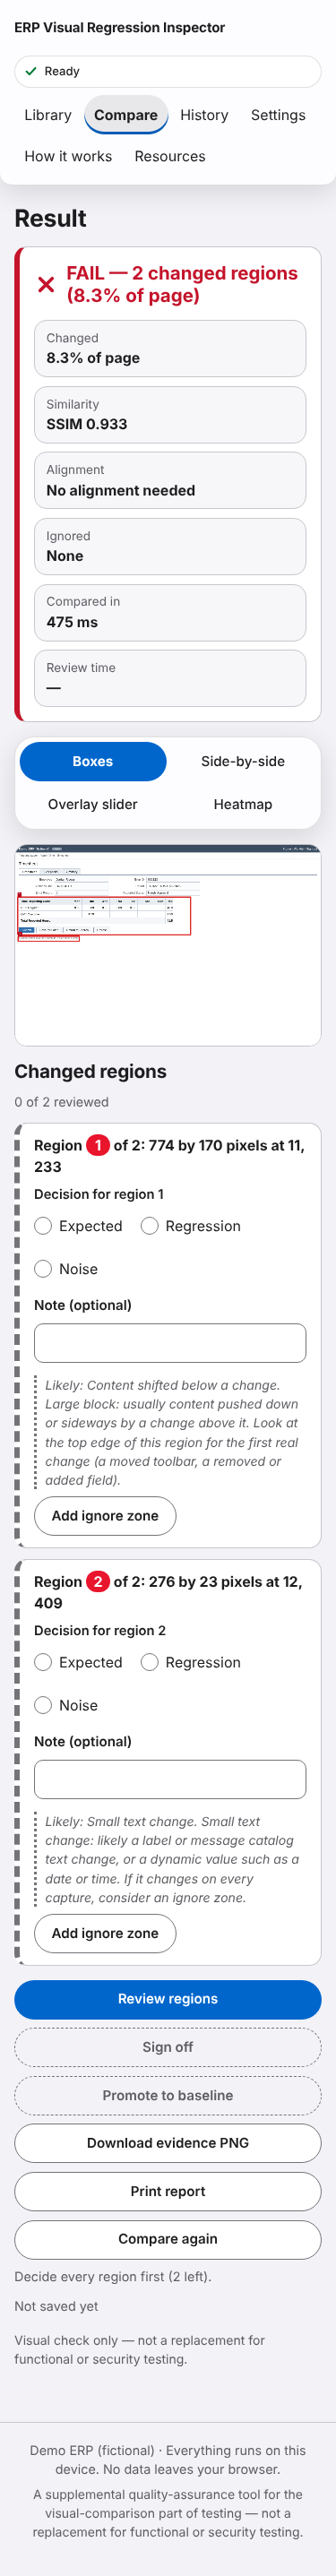 ERP Visual Regression Inspector
Ready
Library
Compare
History
Settings
How it works
Resources
Result
FAIL — 2 changed regions
(8.3% of page)
Changed
8.3% of page
Similarity
SSIM 0.933
Alignment
No alignment needed
Ignored
None
Compared in
475 ms
Review time
—
Boxes
Side-by-side
Overlay slider
Heatmap
Changed regions
0 of 2 reviewed
Region 1 of 2: 774 by 170 pixels at 11,
233
Decision for region 1
Expected
Regression
Noise
Note (optional)
Likely: Content shifted below a change.
Large block: usually content pushed down
or sideways by a change above it. Look at
the top edge of this region for the first real
change (a moved toolbar, a removed or
added field).
Add ignore zone
Region 2 of 2: 276 by 23 pixels at 12,
409
Decision for region 2
Expected
Regression
Noise
Note (optional)
Likely: Small text change. Small text
change: likely a label or message catalog
text change, or a dynamic value such as a
date or time. If it changes on every
capture, consider an ignore zone.
Add ignore zone
Review regions
Sign off
Promote to baseline
Download evidence PNG
Print report
Compare again
Decide every region first (2 left).
Not saved yet
Visual check only — not a replacement for
functional or security testing.
Demo ERP (fictional) · Everything runs on this
device. No data leaves your browser.
A supplemental quality-assurance tool for the
visual-comparison part of testing — not a
replacement for functional or security testing.